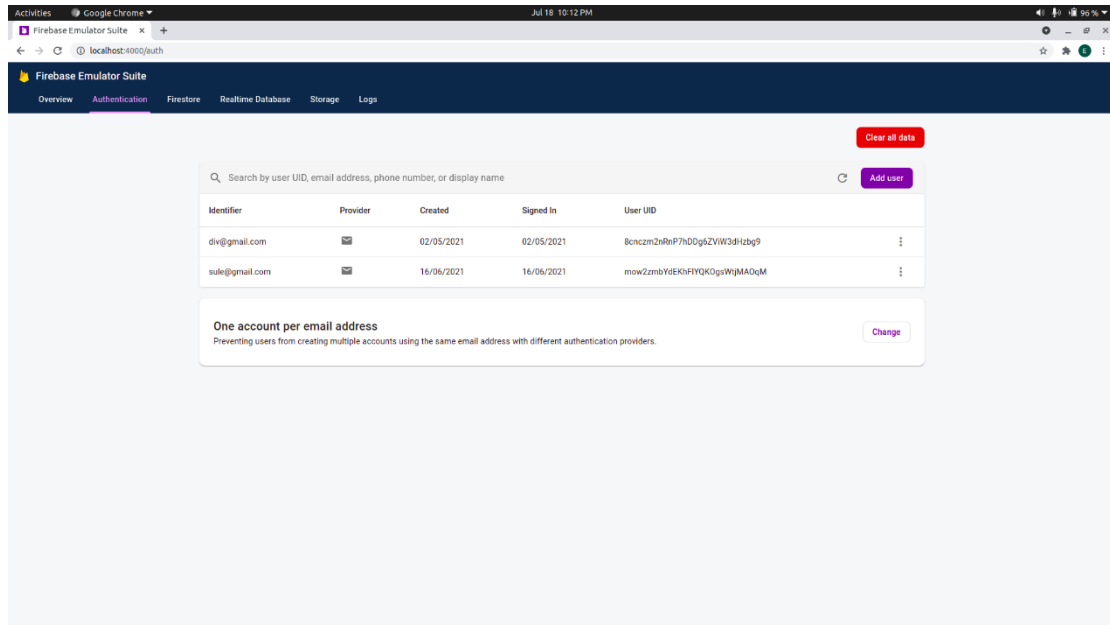 Activities Google Chrome Jul 18 10:12 PM 96 %
Firebase Emulator Suite
localhost:4000/auth E
Firebase Emulator Suite
Overview Authentication Firestore Realtime Database Storage Logs
Clear all data
Search by user UID, email address, phone number, or display name Add user
Identifier Provider Created Signed In User UID
div@gmail.com 02/05/2021 02/05/2021 8cnczm2nRnP7hDDg6ZViW3dHzbg9
sule@gmail.com 16/06/2021 16/06/2021 mow2zmbYdEKhFlYQKOgsWtjMAOqM
One account per email address
Preventing users from creating multiple accounts using the same email address with different authentication providers.
Change